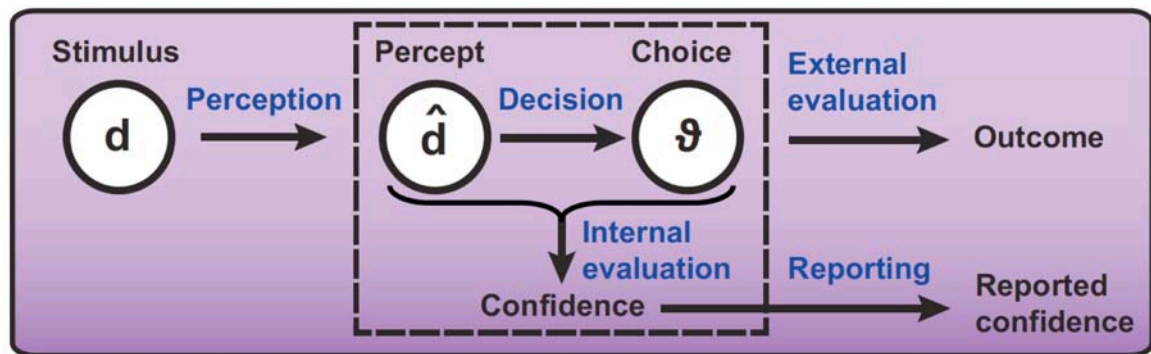 Stimulus
Percept
Choice
External
evaluation
Perception
Decision
d
d̂
ϑ
Outcome
Internal
evaluation
Reporting
Confidence
Reported
confidence